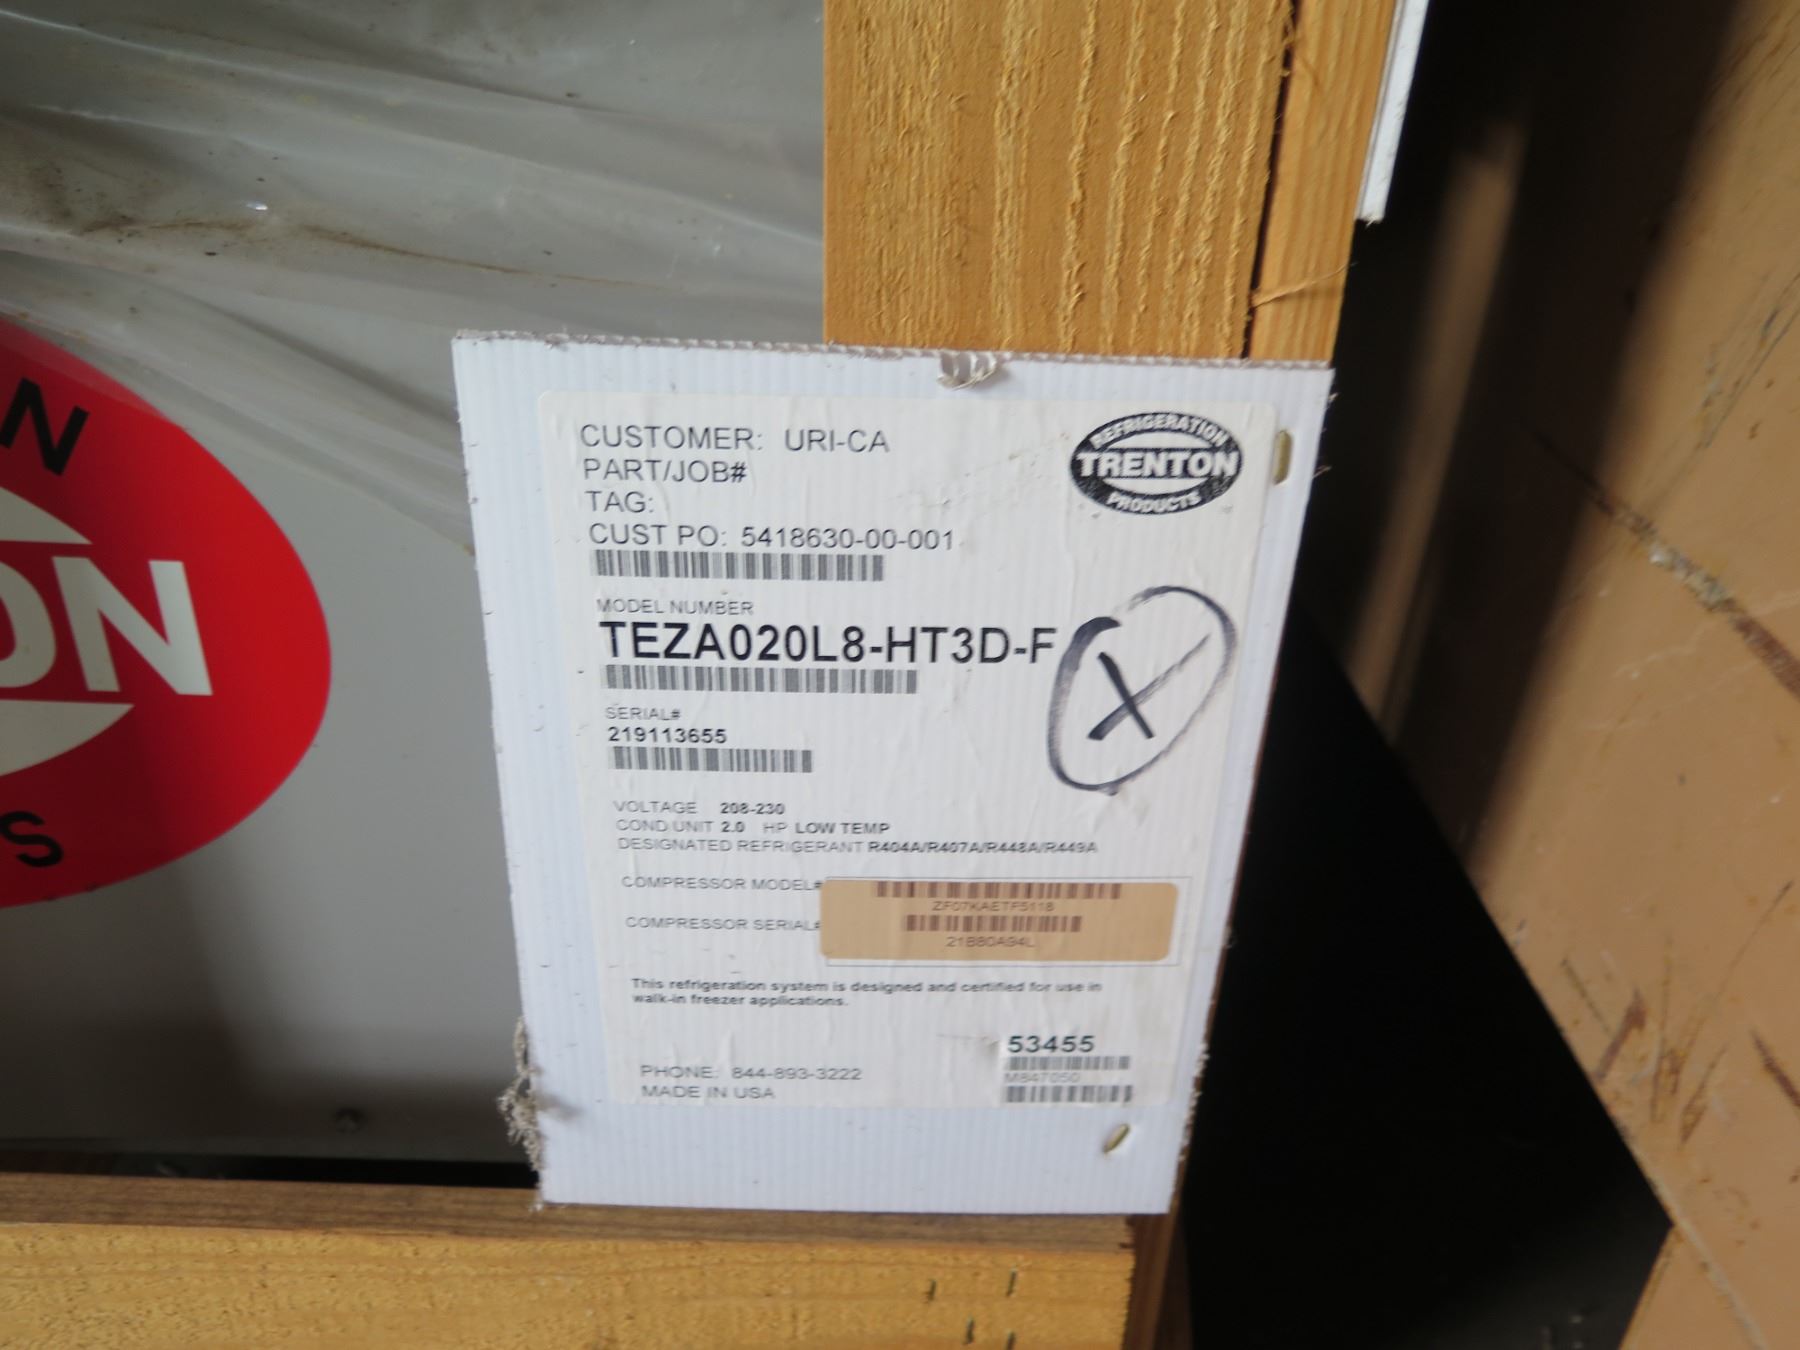 N
ON
S
CUSTOMER: URI-CA
PART/JOB#
TAG:
CUST PO: 5418630-00-001
REFRIGERATION
TRENTON
PRODUCTS
MODEL NUMBER
TEZA020L8-HT3D-F
X
SERIAL#
219113655
VOLTAGE 208-230
COND UNIT 2.0 HP LOW TEMP
DESIGNATED REFRIGERANT R404A/R407A/R448A/R449A
COMPRESSOR MODEL#
ZF07KAETF5118
COMPRESSOR SERIAL#
21B80A94L
This refrigeration system is designed and certified for use in
walk-in freezer applications.
53455
M847050
PHONE: 844-893-3222
MADE IN USA